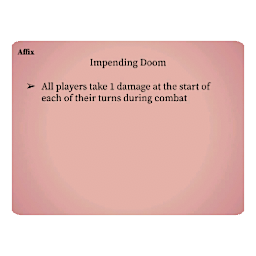 Affix
Impending Doom
➢ All players take 1 damage at the start of
each of their turns during combat